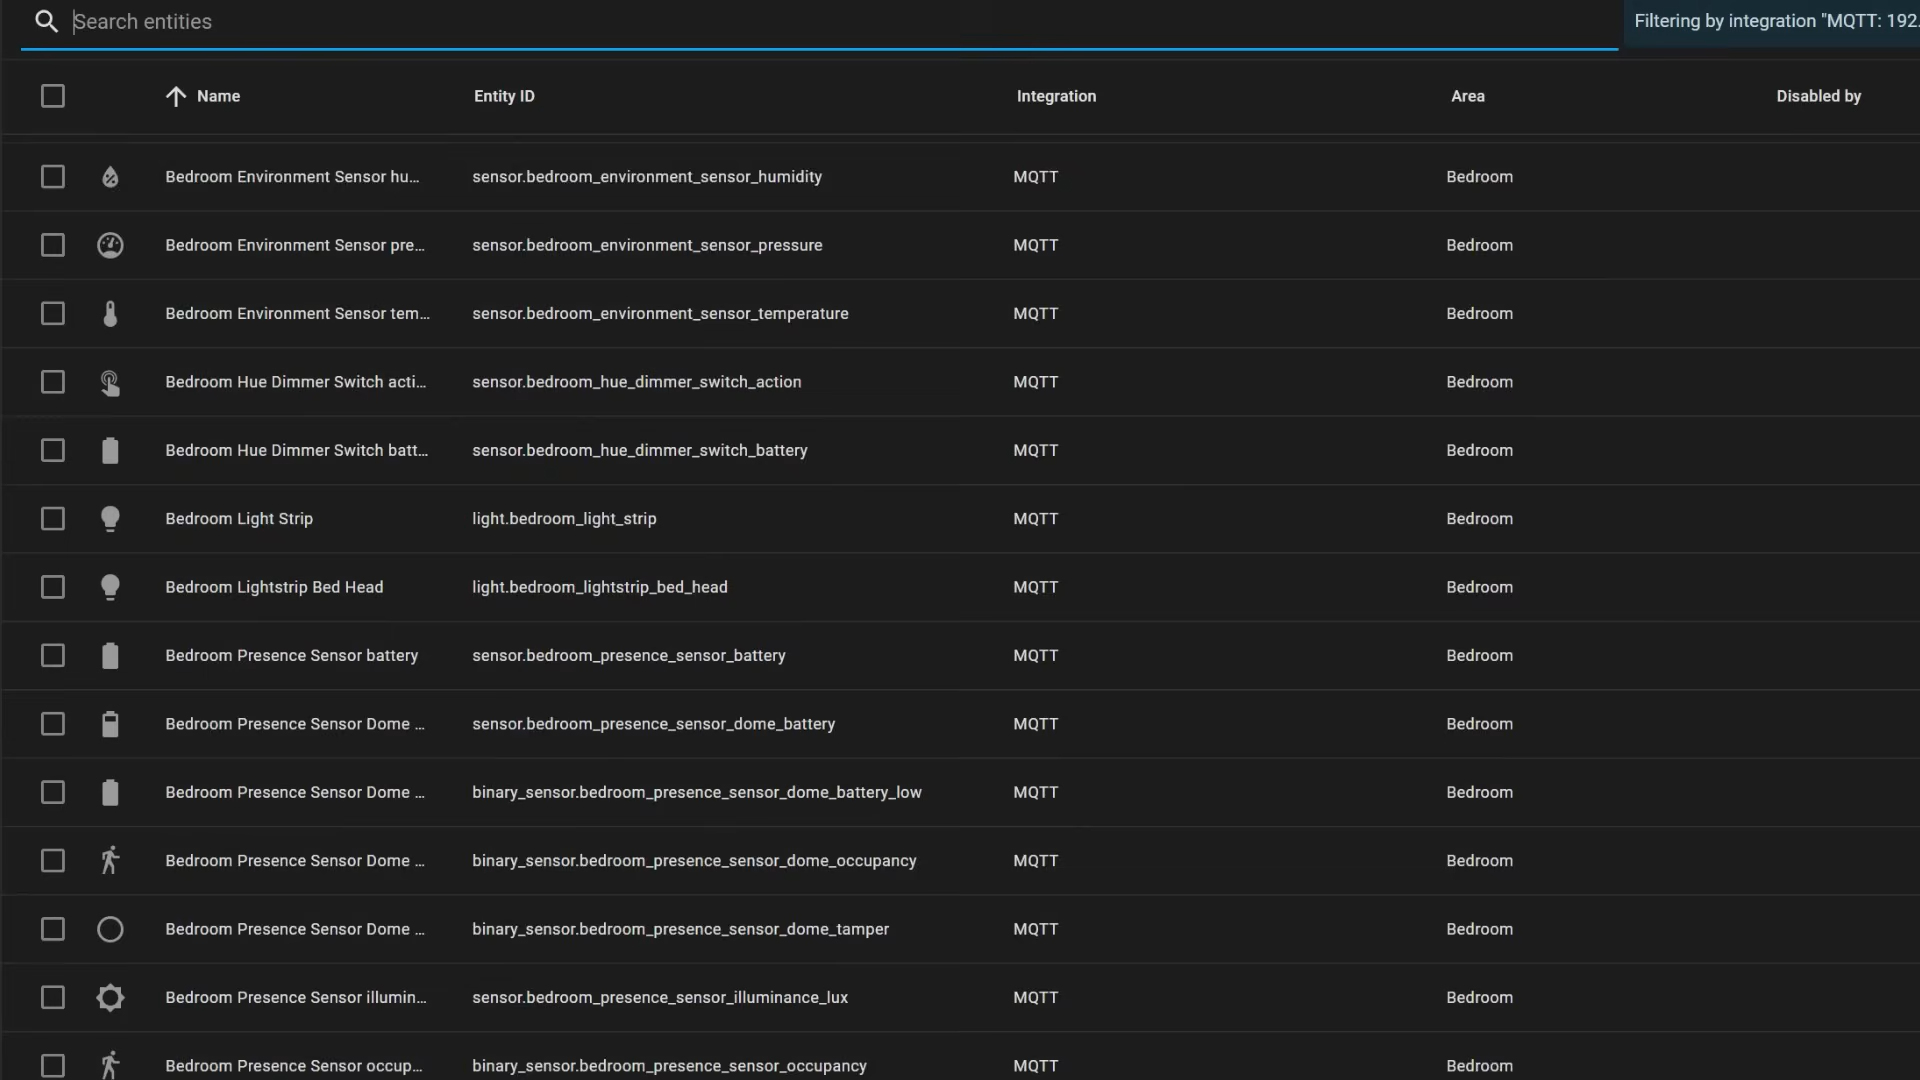 Search entities
Filtering by integration "MQTT: 192.
Name Entity ID Integration Area Disabled by
Bedroom Environment Sensor hu... sensor.bedroom_environment_sensor_humidity MQTT Bedroom
Bedroom Environment Sensor pre... sensor.bedroom_environment_sensor_pressure MQTT Bedroom
Bedroom Environment Sensor tem... sensor.bedroom_environment_sensor_temperature MQTT Bedroom
Bedroom Hue Dimmer Switch acti... sensor.bedroom_hue_dimmer_switch_action MQTT Bedroom
Bedroom Hue Dimmer Switch batt... sensor.bedroom_hue_dimmer_switch_battery MQTT Bedroom
Bedroom Light Strip light.bedroom_light_strip MQTT Bedroom
Bedroom Lightstrip Bed Head light.bedroom_lightstrip_bed_head MQTT Bedroom
Bedroom Presence Sensor battery sensor.bedroom_presence_sensor_battery MQTT Bedroom
Bedroom Presence Sensor Dome ... sensor.bedroom_presence_sensor_dome_battery MQTT Bedroom
Bedroom Presence Sensor Dome ... binary_sensor.bedroom_presence_sensor_dome_battery_low MQTT Bedroom
Bedroom Presence Sensor Dome ... binary_sensor.bedroom_presence_sensor_dome_occupancy MQTT Bedroom
Bedroom Presence Sensor Dome ... binary_sensor.bedroom_presence_sensor_dome_tamper MQTT Bedroom
Bedroom Presence Sensor illumin... sensor.bedroom_presence_sensor_illuminance_lux MQTT Bedroom
Bedroom Presence Sensor occup... binary_sensor.bedroom_presence_sensor_occupancy MQTT Bedroom